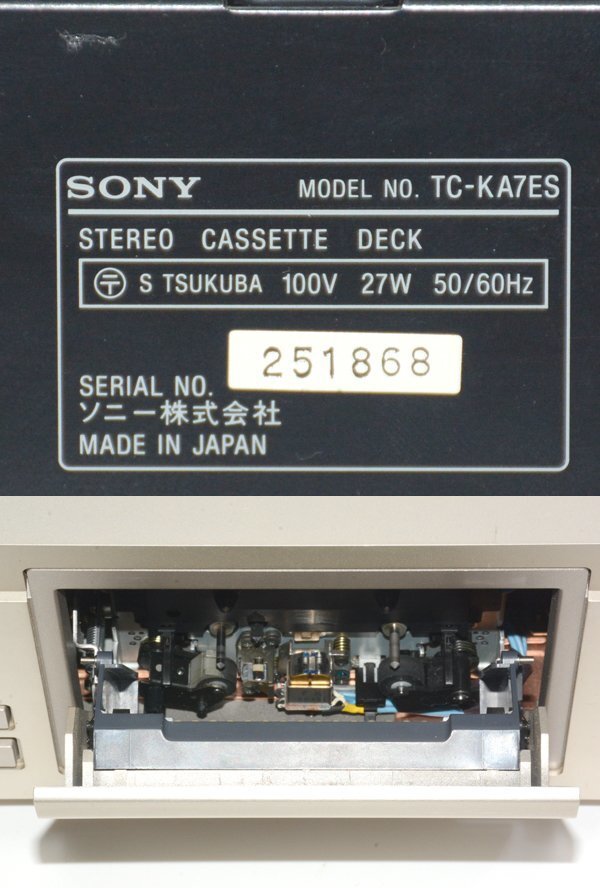 SONY MODEL NO. TC-KA7ES
STEREO CASSETTE DECK
〒 S TSUKUBA 100V 27W 50/60Hz
251868
SERIAL NO.
ソニー株式会社
MADE IN JAPAN